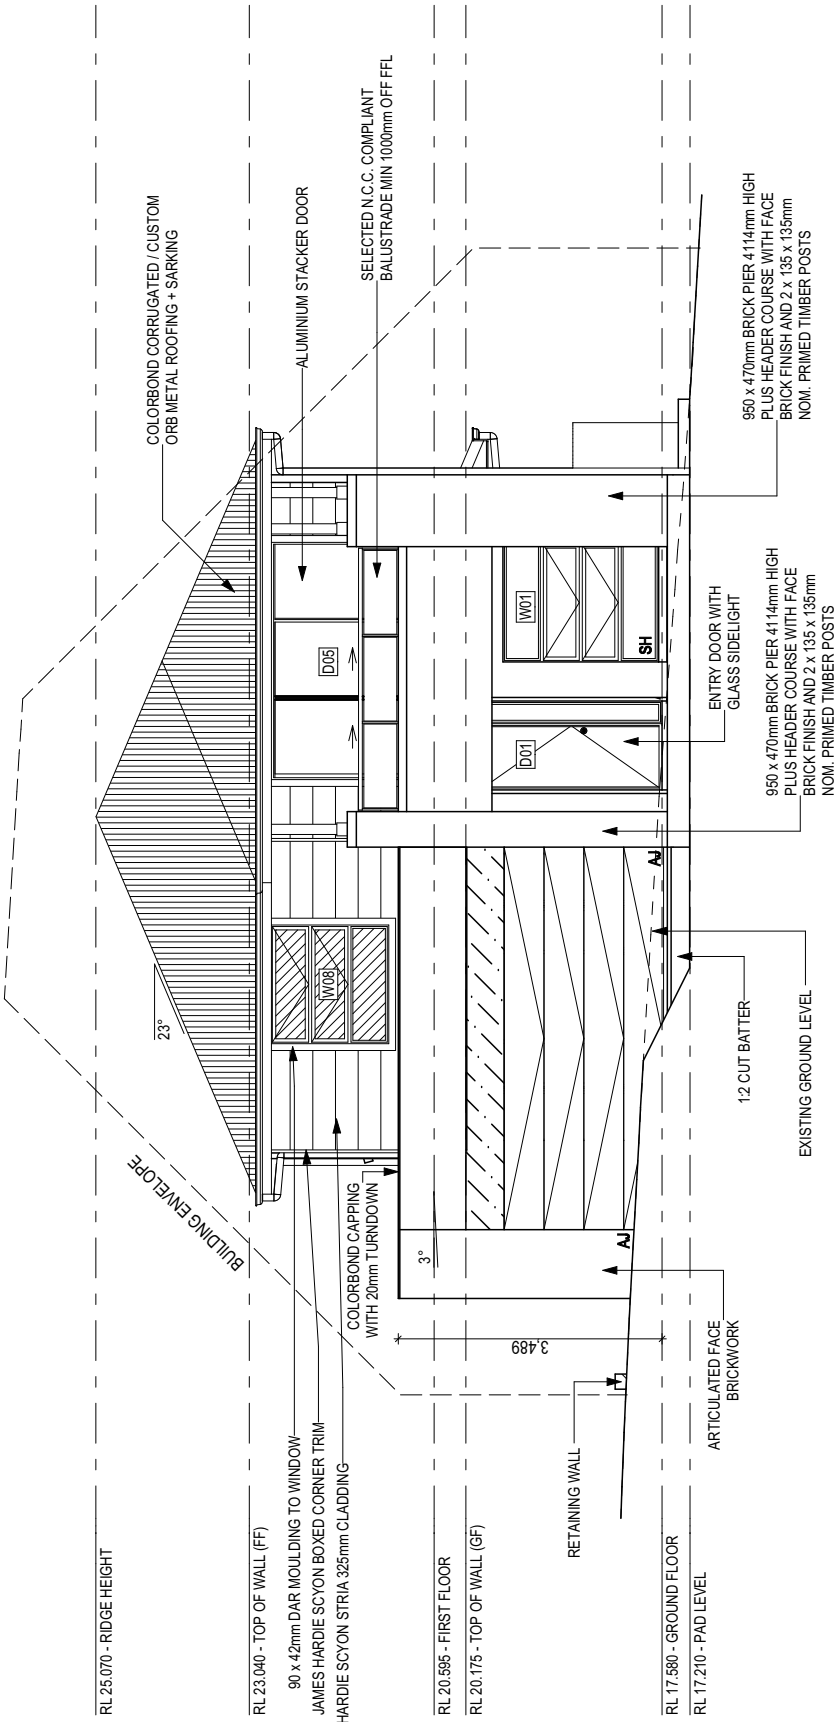 COLORBOND CORRUGATED / CUSTOM
ORB METAL ROOFING + SARKING
ALUMINIUM STACKER DOOR
SELECTED N.C.C. COMPLIANT
BALUSTRADE MIN 1000mm OFF FFL
950 x 470mm BRICK PIER 4114mm HIGH
PLUS HEADER COURSE WITH FACE
BRICK FINISH AND 2 x 135 x 135mm
NOM. PRIMED TIMBER POSTS
950 x 470mm BRICK PIER 4114mm HIGH
PLUS HEADER COURSE WITH FACE
BRICK FINISH AND 2 x 135 x 135mm
NOM. PRIMED TIMBER POSTS
ENTRY DOOR WITH
GLASS SIDELIGHT
D05
W01
SH
D01
W08
AJ
AJ
23°
3°
BUILDING ENVELOPE
1:2 CUT BATTER
EXISTING GROUND LEVEL
COLORBOND CAPPING
WITH 20mm TURNDOWN
3,489
ARTICULATED FACE
BRICKWORK
RETAINING WALL
90 x 42mm DAR MOULDING TO WINDOW
JAMES HARDIE SCYON BOXED CORNER TRIM
HARDIE SCYON STRIA 325mm CLADDING
RL 25.070 - RIDGE HEIGHT
RL 23.040 - TOP OF WALL (FF)
RL 20.595 - FIRST FLOOR
RL 20.175 - TOP OF WALL (GF)
RL 17.580 - GROUND FLOOR
RL 17.210 - PAD LEVEL